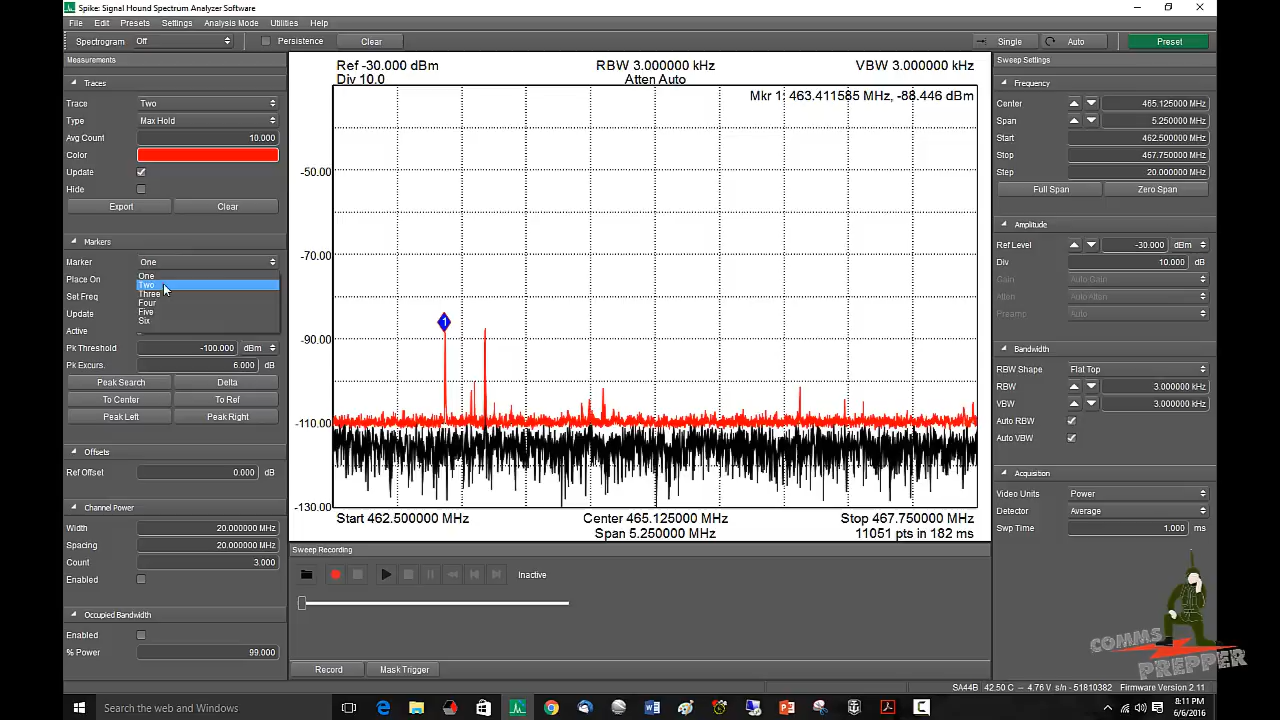 Spike: Signal Hound Spectrum Analyzer Software
File Edit Presets Settings Analysis Mode Utilities Help
Spectrogram Off Persistence Clear Single Auto Preset
Measurements
Traces
Trace Two
Type Max Hold
Avg Count 10.000
Color
Update
Hide
Export Clear
Markers
Marker One
Place On One
Two
Three
Set Freq Four
Update Five
Six
Active
Pk Threshold -100.000 dBm
Pk Excurs. 6.000 dB
Peak Search Delta
To Center To Ref
Peak Left Peak Right
Offsets
Ref Offset 0.000 dB
Channel Power
Width 20.000000 MHz
Spacing 20.000000 MHz
Count 3.000
Enabled
Occupied Bandwidth
Enabled
% Power 99.000
Ref -30.000 dBm RBW 3.000000 kHz VBW 3.000000 kHz
Div 10.0 Atten Auto
Mkr 1: 463.411585 MHz, -88.446 dBm
-50.00
-70.00
1
-90.00
-110.00
-130.00
Start 462.500000 MHz Center 465.125000 MHz Stop 467.750000 MHz
Span 5.250000 MHz 11051 pts in 182 ms
Sweep Recording
Inactive
Record Mask Trigger
Sweep Settings
Frequency
Center 465.125000 MHz
Span 5.250000 MHz
Start 462.500000 MHz
Stop 467.750000 MHz
Step 20.000000 MHz
Full Span Zero Span
Amplitude
Ref Level -30.000 dBm
Div 10.000 dB
Gain Auto Gain
Atten Auto Atten
Preamp Auto
Bandwidth
RBW Shape Flat Top
RBW 3.000000 kHz
VBW 3.000000 kHz
Auto RBW
Auto VBW
Acquisition
Video Units Power
Detector Average
Swp Time 1.000 ms
COMMS
PREPPER
SA44B 42.50 C -- 4.76 V s/n - 51810382 Firmware Version 2.11
Search the web and Windows
8:11 PM
6/6/2016